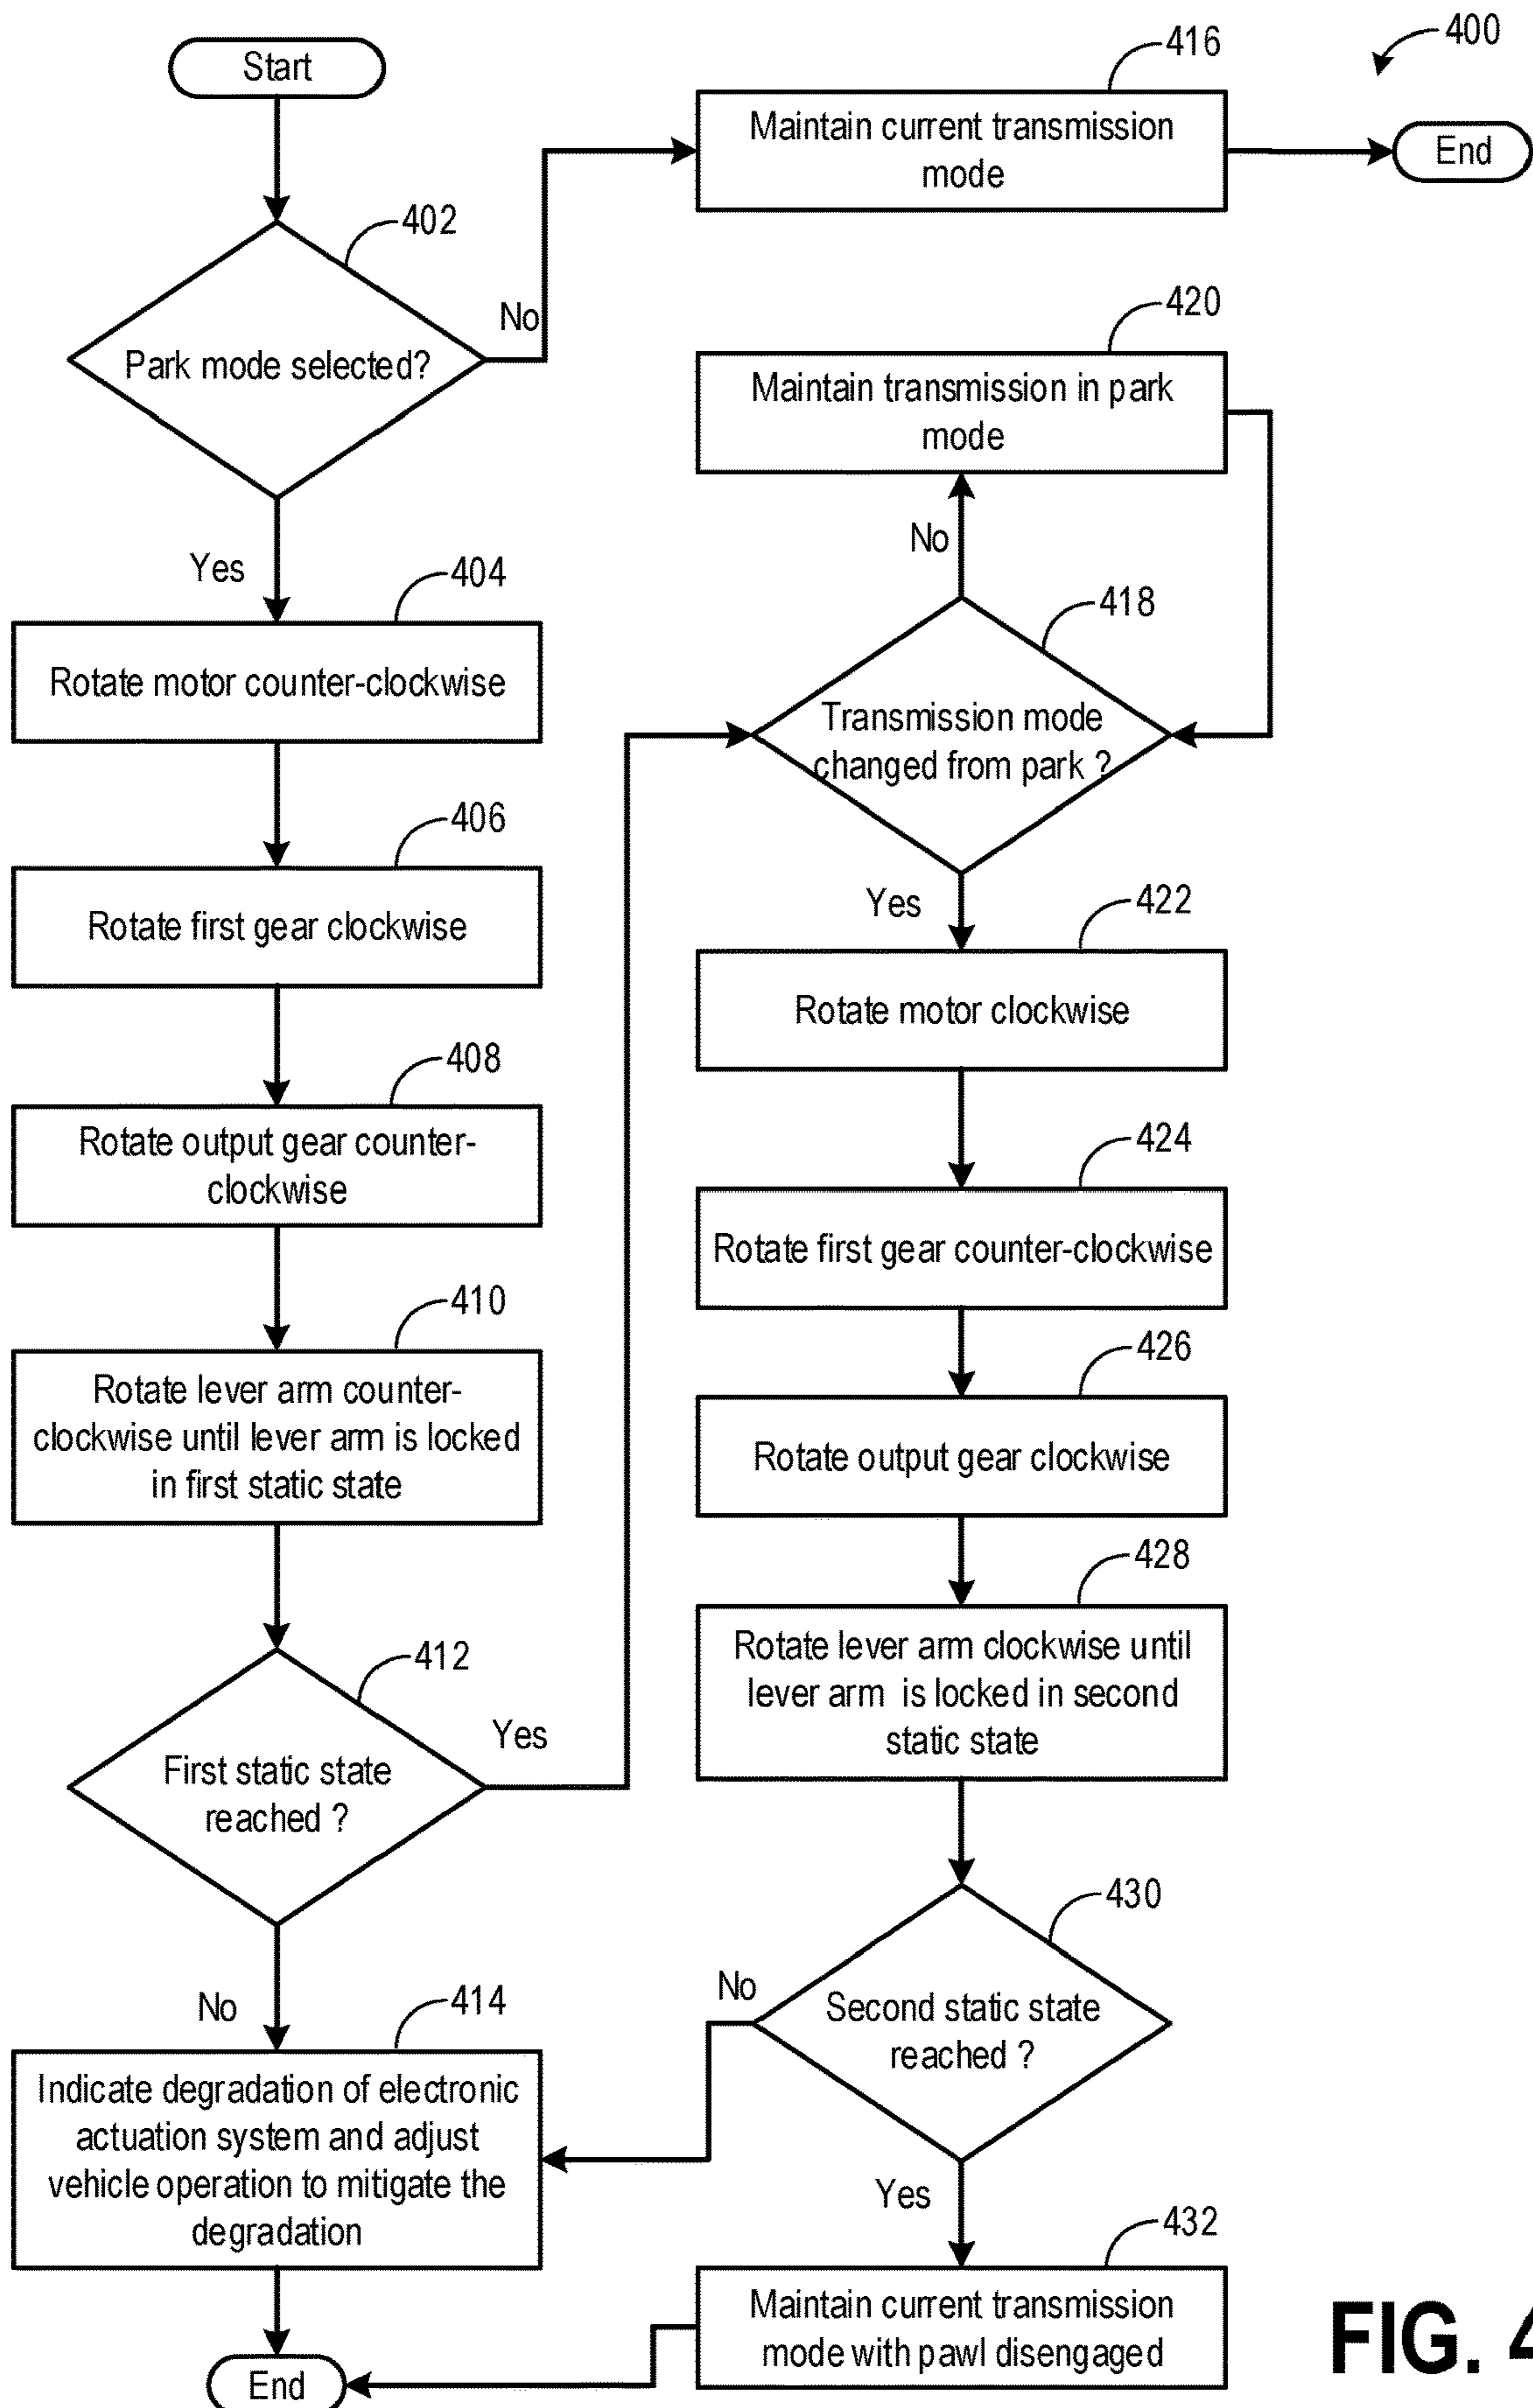 400
Start
416
Maintain current transmission
mode
End
402
Park mode selected?
No
Yes
404
Rotate motor counter-clockwise
406
Rotate first gear clockwise
408
Rotate output gear counter-
clockwise
410
Rotate lever arm counter-
clockwise until lever arm is locked
in first static state
412
First static state
reached ?
Yes
No
414
Indicate degradation of electronic
actuation system and adjust
vehicle operation to mitigate the
degradation
End
420
Maintain transmission in park
mode
No
418
Transmission mode
changed from park ?
Yes
422
Rotate motor clockwise
424
Rotate first gear counter-clockwise
426
Rotate output gear clockwise
428
Rotate lever arm clockwise until
lever arm is locked in second
static state
430
Second static state
reached ?
No
Yes
432
Maintain current transmission
mode with pawl disengaged
FIG. 4